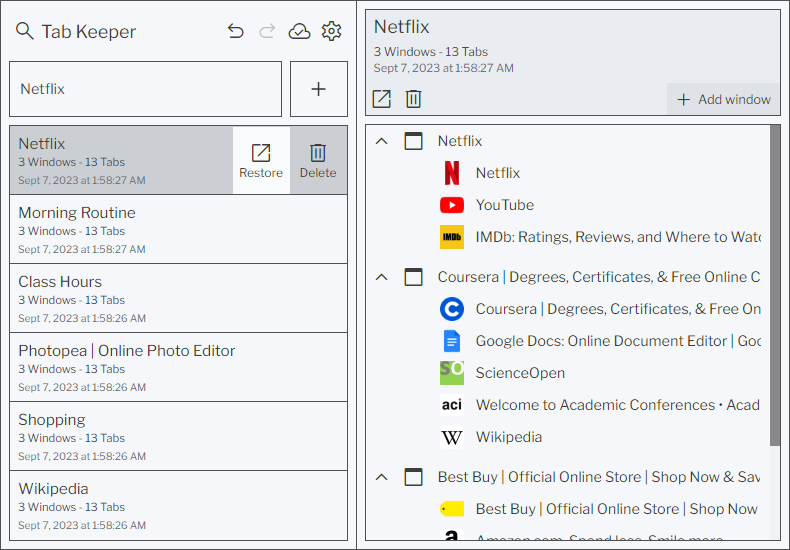 Tab Keeper
Netflix
Netflix
3 Windows - 13 Tabs
Sept 7, 2023 at 1:58:27 AM
Restore
Delete
Morning Routine
3 Windows - 13 Tabs
Sept 7, 2023 at 1:58:27 AM
Class Hours
3 Windows - 13 Tabs
Sept 7, 2023 at 1:58:26 AM
Photopea | Online Photo Editor
3 Windows - 13 Tabs
Sept 7, 2023 at 1:58:26 AM
Shopping
3 Windows - 13 Tabs
Sept 7, 2023 at 1:58:26 AM
Wikipedia
3 Windows - 13 Tabs
Sept 7, 2023 at 1:58:26 AM
Netflix
3 Windows - 13 Tabs
Sept 7, 2023 at 1:58:27 AM
Add window
Netflix
N Netflix
YouTube
IMDb IMDb: Ratings, Reviews, and Where to Watc
Coursera | Degrees, Certificates, & Free Online C
C Coursera | Degrees, Certificates, & Free On
Google Docs: Online Document Editor | Goo
SO ScienceOpen
aci Welcome to Academic Conferences • Acad
W Wikipedia
Best Buy | Official Online Store | Shop Now & Sav
Best Buy | Official Online Store | Shop Now
a Amazon.com. Spend less. Smile more.